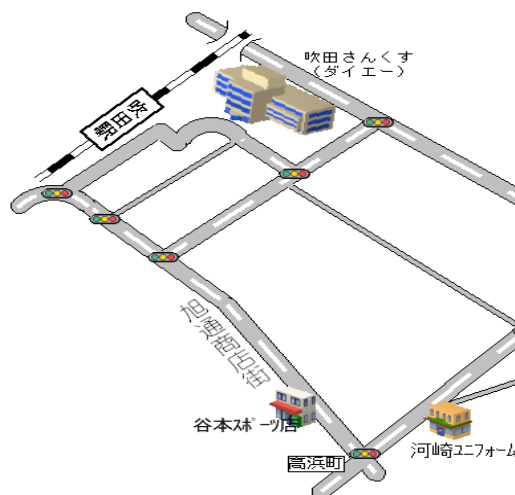 吹田さんくす
(ダイエー)
吹田駅
旭通商店街
谷本スポーツ店
河崎ユニフォーム
高浜町